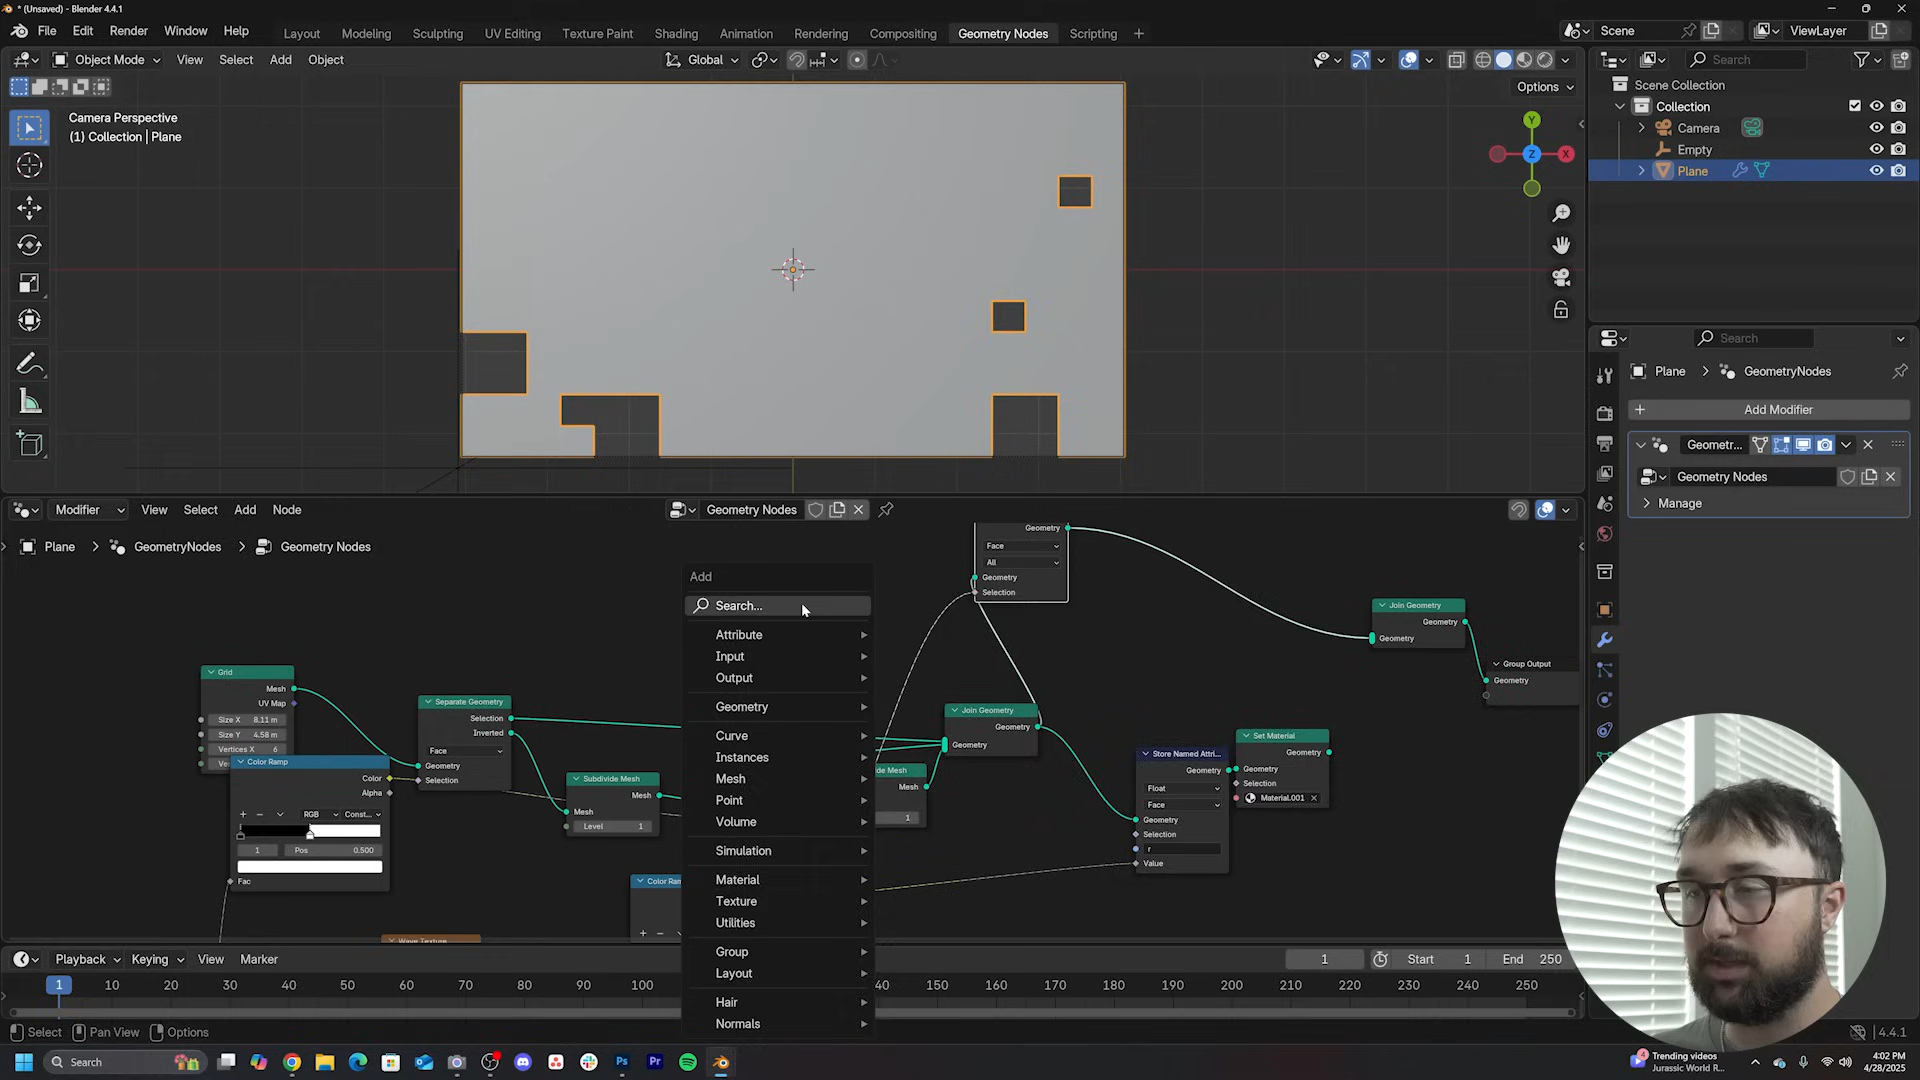 * (Unsaved) - Blender 4.4.1
File Edit Render Window Help
Layout Modeling Sculpting UV Editing Texture Paint Shading Animation Rendering Compositing Geometry Nodes Scripting +
Scene
ViewLayer
Object Mode View Select Add Object
Global
Options
Camera Perspective
(1) Collection | Plane
Y
Z
X
Search
Scene Collection
Collection
Camera
Empty
Plane
Search
Plane > GeometryNodes
Add Modifier
Geometr...
Geometry Nodes
Manage
Modifier View Select Add Node
Geometry Nodes
Plane > GeometryNodes > Geometry Nodes
Add
Search...
Attribute
Input
Output
Geometry
Curve
Instances
Mesh
Point
Volume
Simulation
Material
Texture
Utilities
Group
Layout
Hair
Normals
Grid
Mesh
UV Map
Size X 8.11 m
Size Y 4.58 m
Vertices X 6
Color Ramp
Color
Alpha
RGB Const...
1 Pos 0.500
Fac
Separate Geometry
Selection
Inverted
Face
Geometry
Selection
Subdivide Mesh
Mesh
Mesh
Level 1
Wave Texture
Color Ram
de Mesh
Mesh
1
Geometry
Face
All
Geometry
Selection
Join Geometry
Geometry
Geometry
Store Named Attri...
Geometry
Float
Face
Geometry
Selection
r
Value
Set Material
Geometry
Geometry
Selection
Material.001
Join Geometry
Geometry
Geometry
Group Output
Geometry
Playback Keying View Marker
1 Start 1 End 250
1 10 20 30 40 50 60 70 80 90 100 40 150 160 170 180 190 200 210 220 230 240 250
Select Pan View Options
4.4.1
Search
4
Trending videos
Jurassic World R...
4:02 PM
4/28/2025